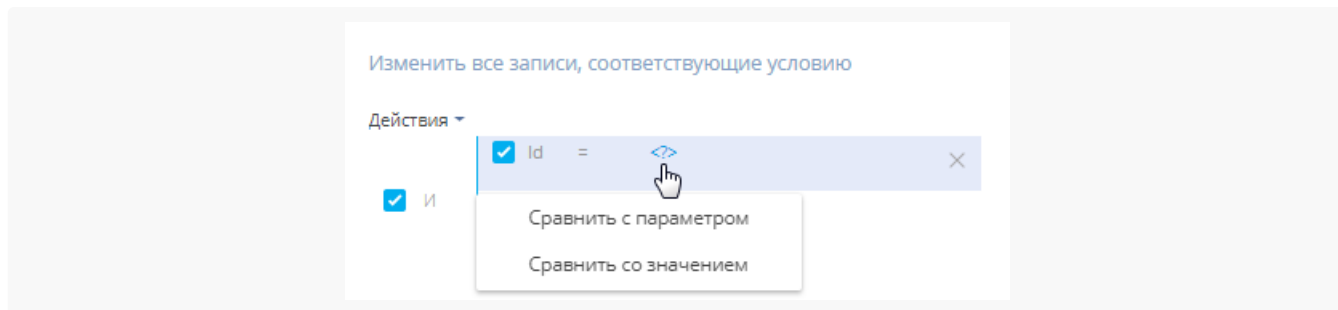 Изменить все записи, соответствующие условию
Действия
Id = <?>
И
Сравнить с параметром
Сравнить со значением